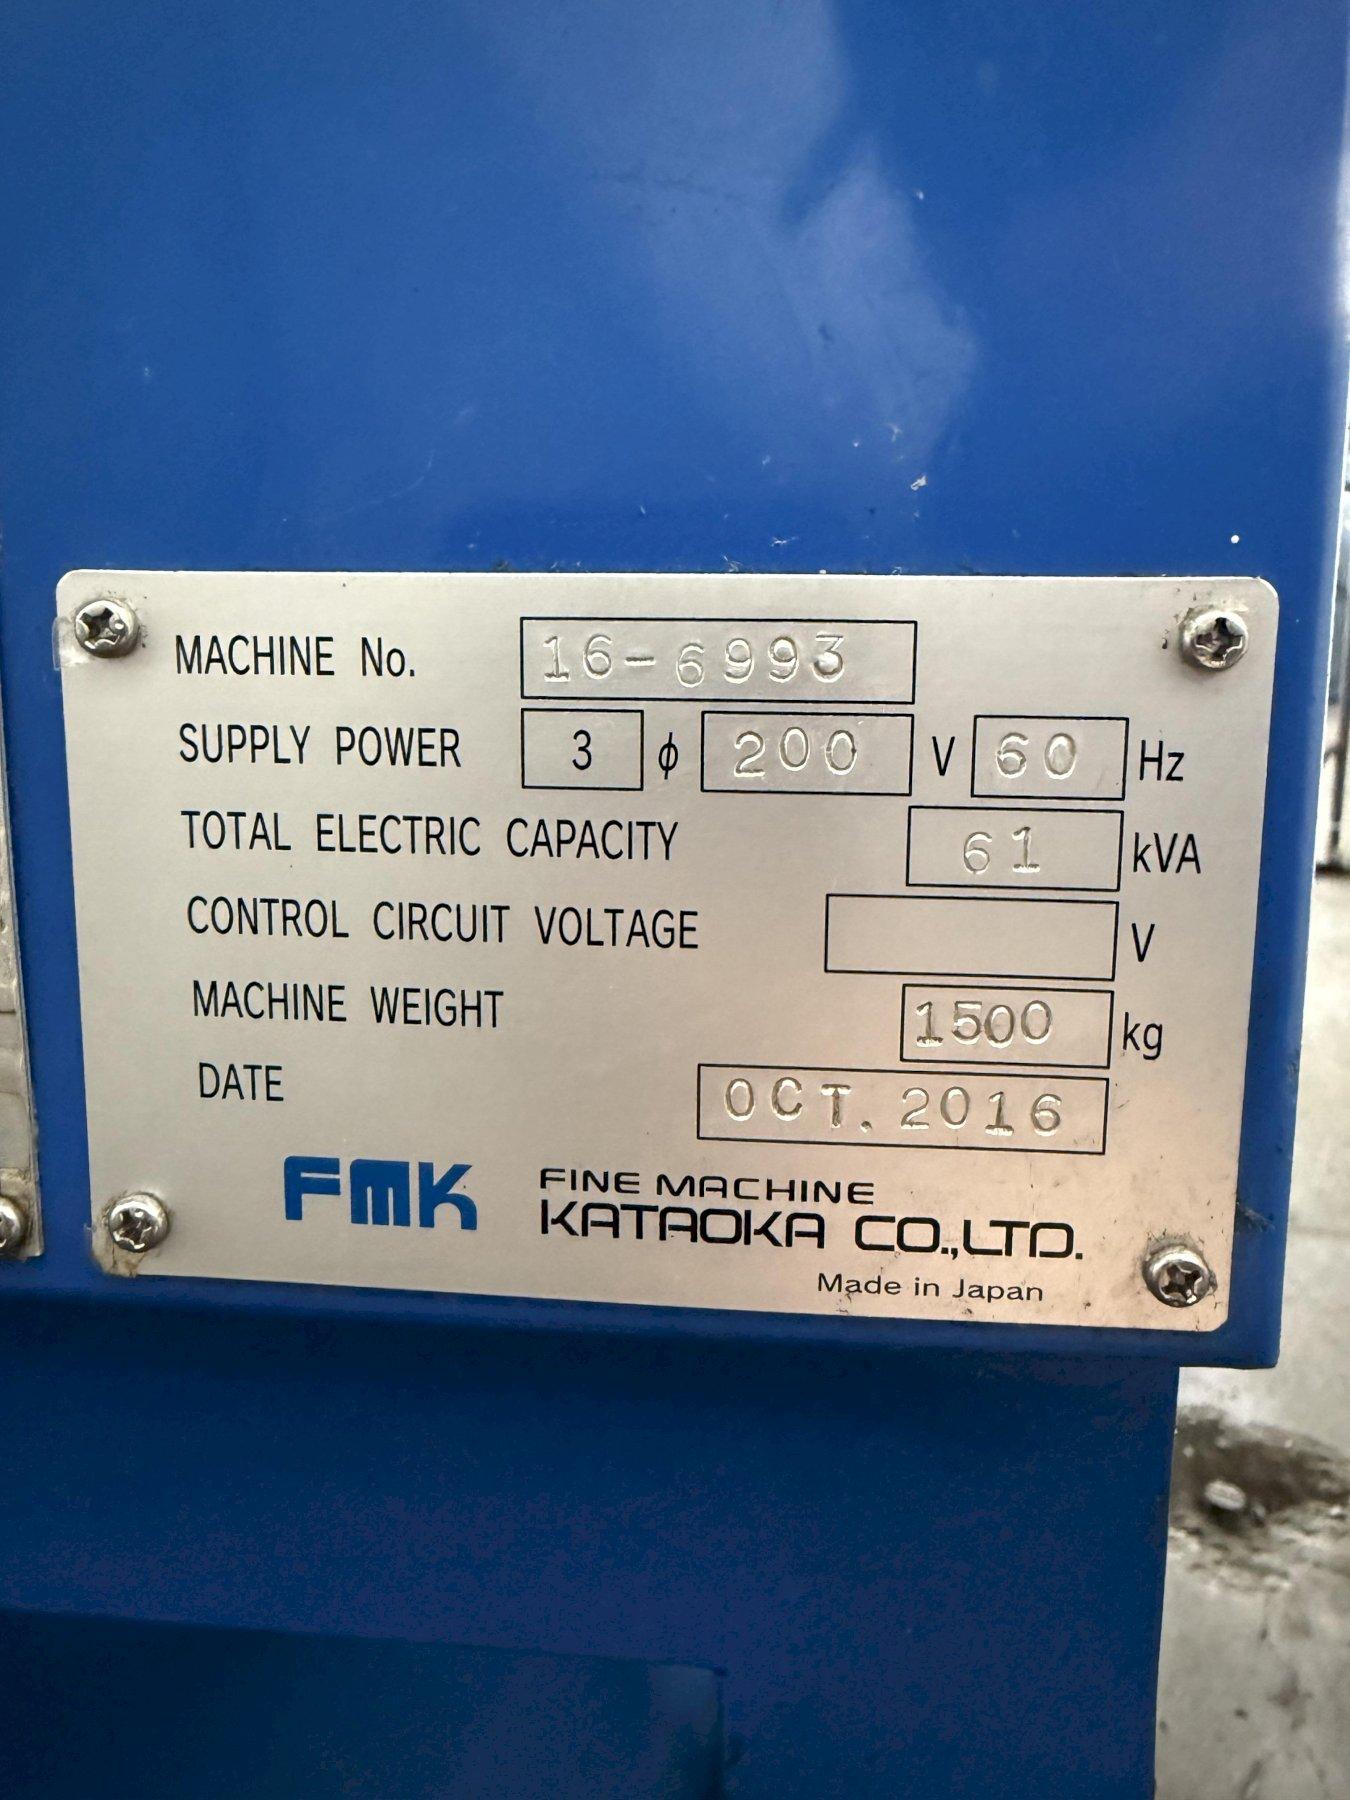 MACHINE No. 16-6993
SUPPLY POWER 3 ϕ 200 V 60 Hz
TOTAL ELECTRIC CAPACITY 61 kVA
CONTROL CIRCUIT VOLTAGE V
MACHINE WEIGHT 1500 kg
DATE OCT. 2016
FMK FINE MACHINE
KATAOKA CO.,LTD.
Made in Japan